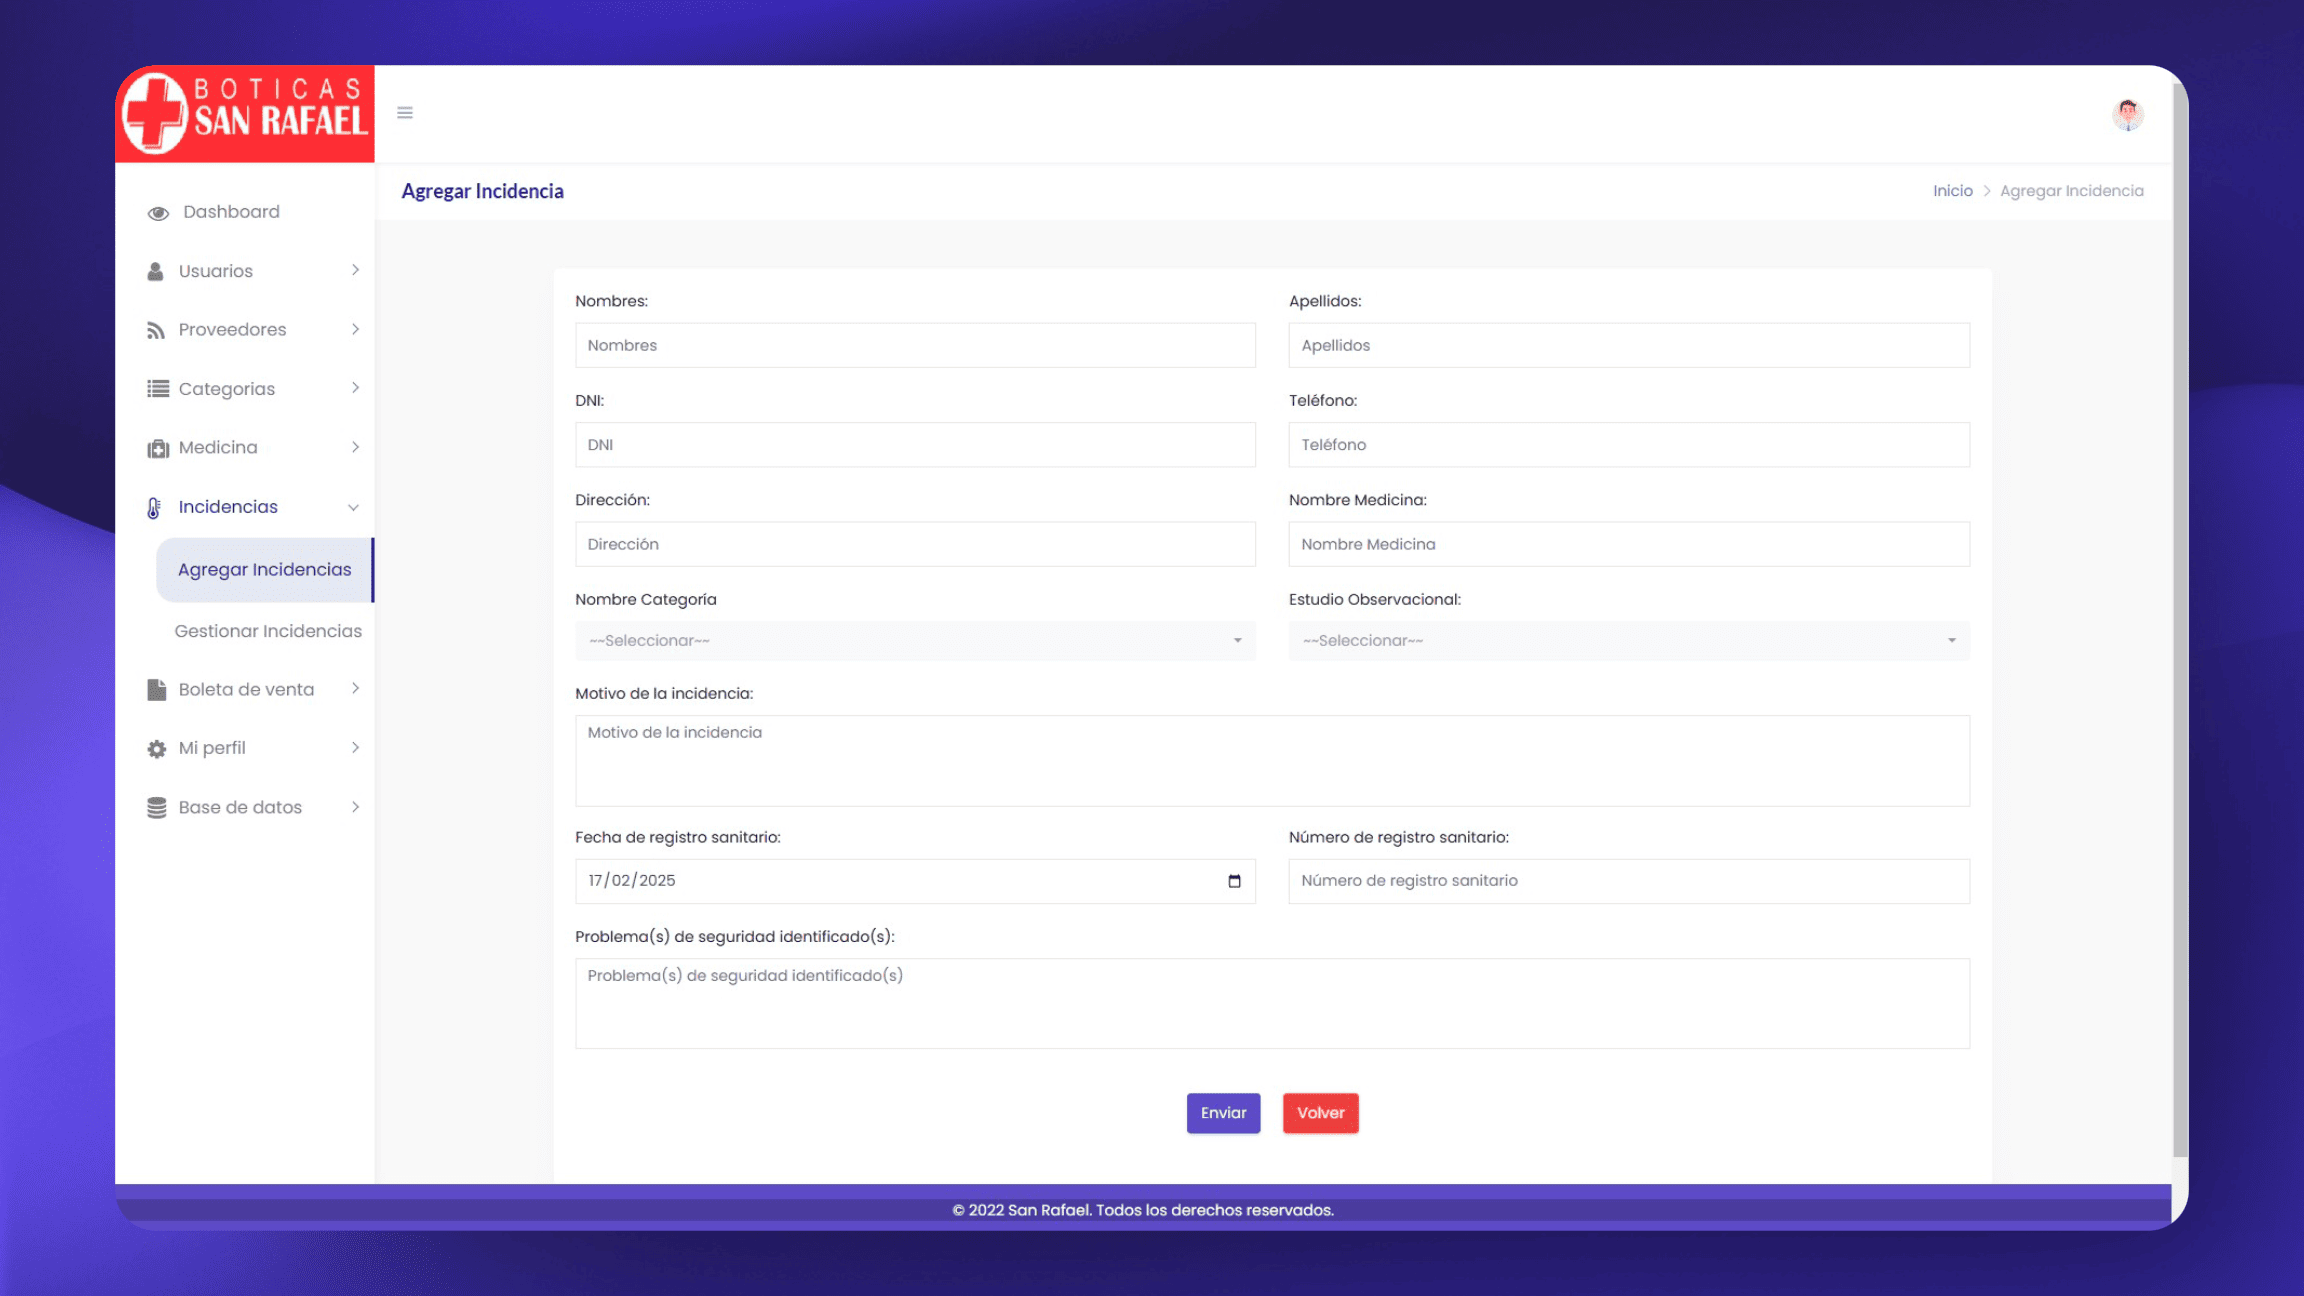 BOTICAS
SAN RAFAEL
Agregar Incidencia
Inicio > Agregar Incidencia
Dashboard
Usuarios
Proveedores
Categorias
Medicina
Incidencias
Agregar Incidencias
Gestionar Incidencias
Boleta de venta
Mi perfil
Base de datos
Nombres:
Nombres
Apellidos:
Apellidos
DNI:
DNI
Teléfono:
Teléfono
Dirección:
Dirección
Nombre Medicina:
Nombre Medicina
Nombre Categoría
~~Seleccionar~~
Estudio Observacional:
~~Seleccionar~~
Motivo de la incidencia:
Motivo de la incidencia
Fecha de registro sanitario:
17/02/2025
Número de registro sanitario:
Número de registro sanitario
Problema(s) de seguridad identificado(s):
Problema(s) de seguridad identificado(s)
Enviar
Volver
© 2022 San Rafael. Todos los derechos reservados.